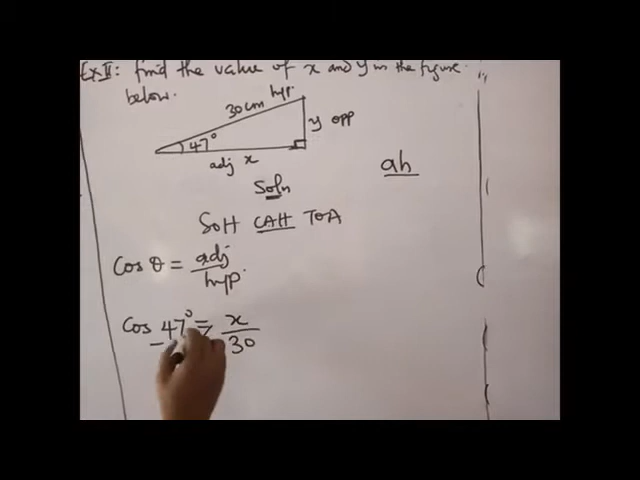 Ex II: find the value of x and y in the figure
below.
30cm hyp.
47°
y opp
adj x
ah
Soln
SOH CAH TOA
Cos θ = adj
hyp.
Cos 47° = x
30